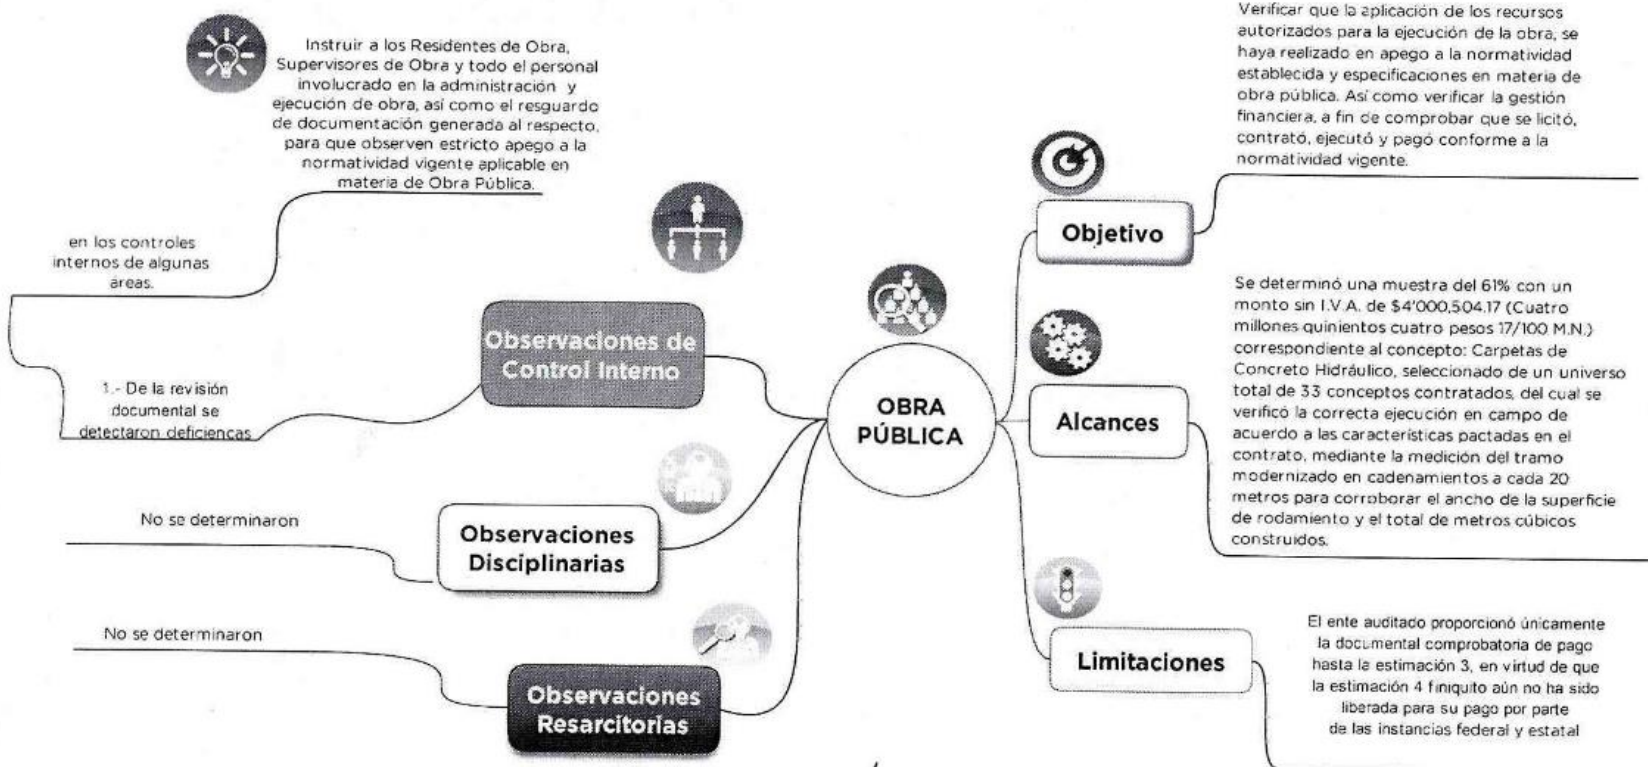 Instruir a los Residentes de Obra,
Supervisores de Obra y todo el personal
involucrado en la administración y
ejecución de obra, así como el resguardo
de documentación generada al respecto,
para que observen estricto apego a la
normatividad vigente aplicable en
materia de Obra Pública.
en los controles
internos de algunas
áreas.
1.- De la revisión
documental se
detectaron deficiencas
Observaciones de
Control Interno
No se determinaron
Observaciones
Disciplinarias
No se determinaron
Observaciones
Resarcitorias
OBRA
PÚBLICA
Objetivo
Verificar que la aplicación de los recursos
autorizados para la ejecución de la obra, se
haya realizado en apego a la normatividad
establecida y especificaciones en materia de
obra pública. Así como verificar la gestión
financiera, a fin de comprobar que se licitó,
contrató, ejecutó y pagó conforme a la
normatividad vigente.
Alcances
Se determinó una muestra del 61% con un
monto sin I.V.A. de $4'000,504.17 (Cuatro
millones quinientos cuatro pesos 17/100 M.N.)
correspondiente al concepto: Carpetas de
Concreto Hidráulico, seleccionado de un universo
total de 33 conceptos contratados, del cual se
verificó la correcta ejecución en campo de
acuerdo a las características pactadas en el
contrato, mediante la medición del tramo
modernizado en cadenamientos a cada 20
metros para corroborar el ancho de la superficie
de rodamiento y el total de metros cúbicos
construidos.
Limitaciones
El ente auditado proporcionó únicamente
la documental comprobatoria de pago
hasta la estimación 3, en virtud de que
la estimación 4 finiquito aún no ha sido
liberada para su pago por parte
de las instancias federal y estatal